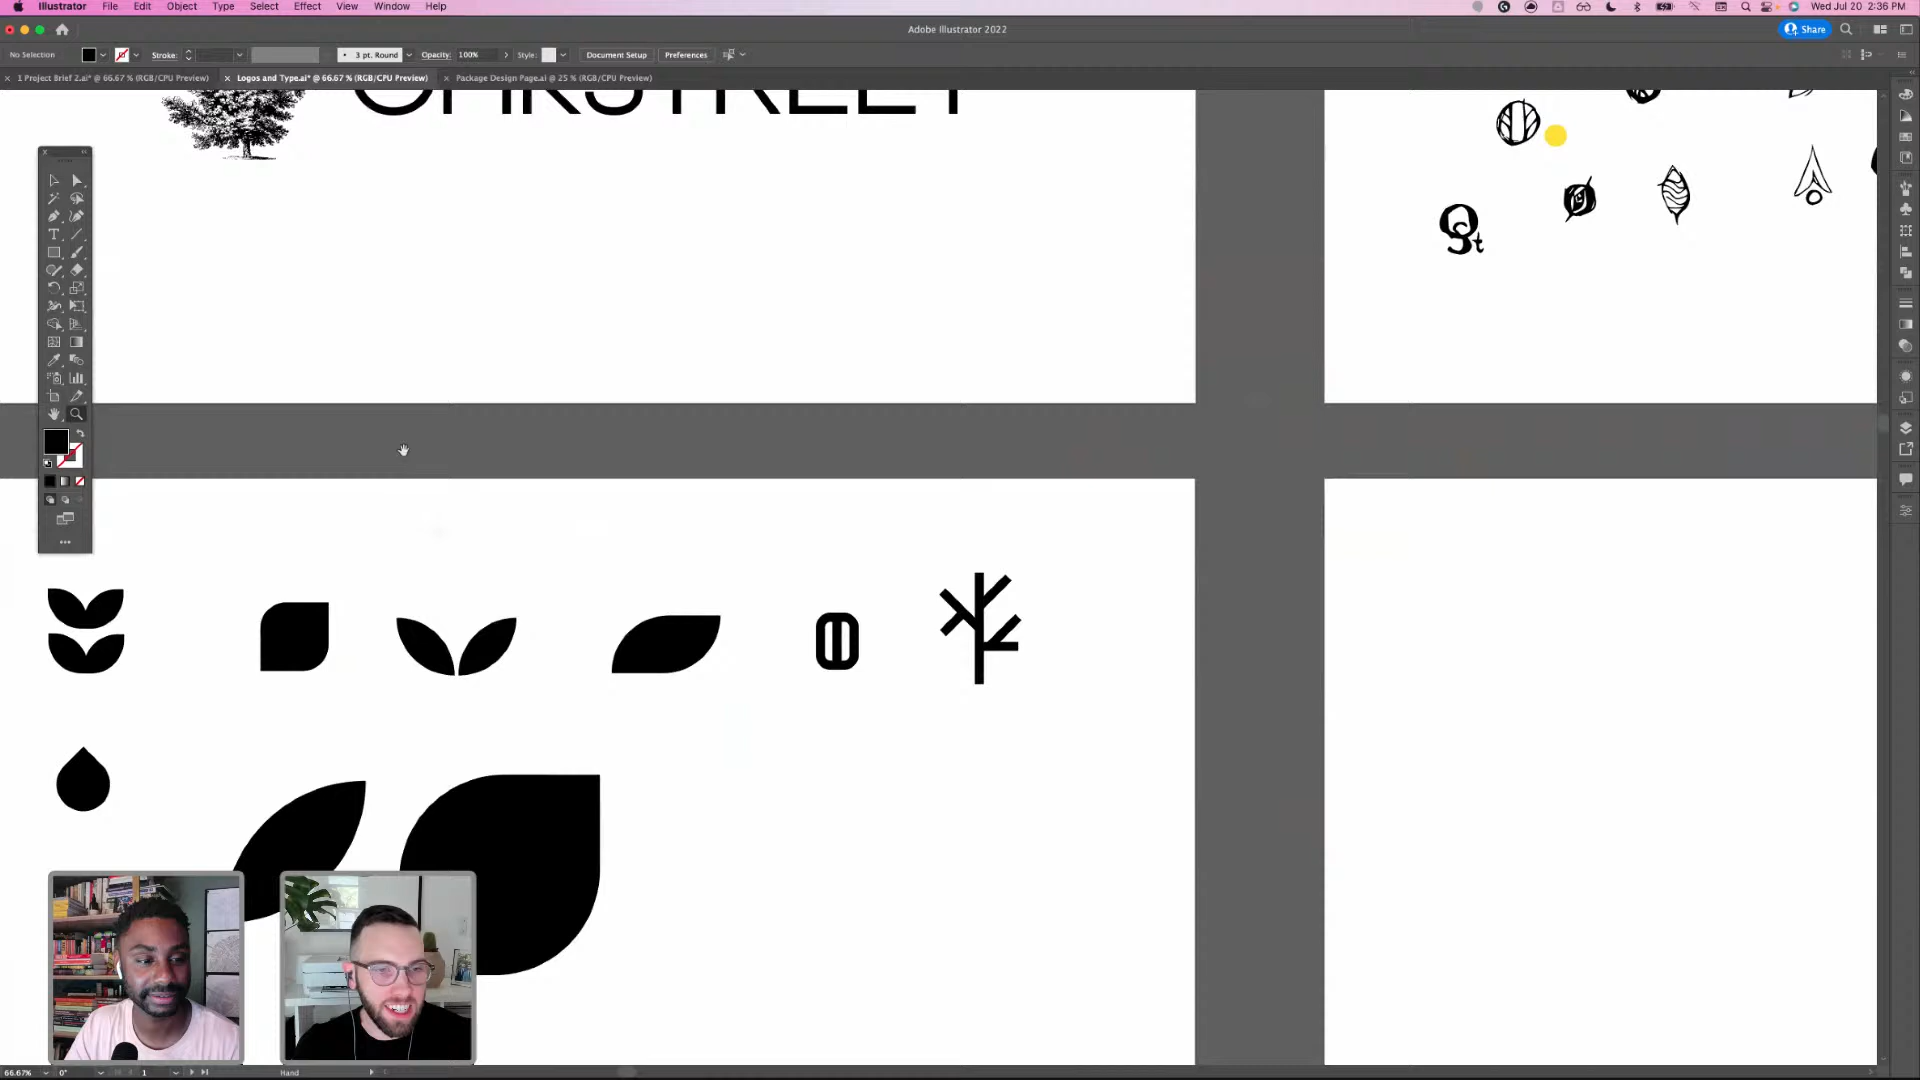 Illustrator File Edit Object Type Select Effect View Window Help
Wed Jul 20 2:36 PM
Adobe Illustrator 2022
Share
No Selection
Stroke:
3 pt. Round
Opacity:
100%
Style:
Document Setup
Preferences
1 Project Brief 2.ai* @ 66.67 % (RGB/CPU Preview)
Logos and Type.ai* @ 66.67 % (RGB/CPU Preview)
Package Design Page.ai @ 25 % (RGB/CPU Preview)
OAKSTREET
66.67%
0°
1
Hand